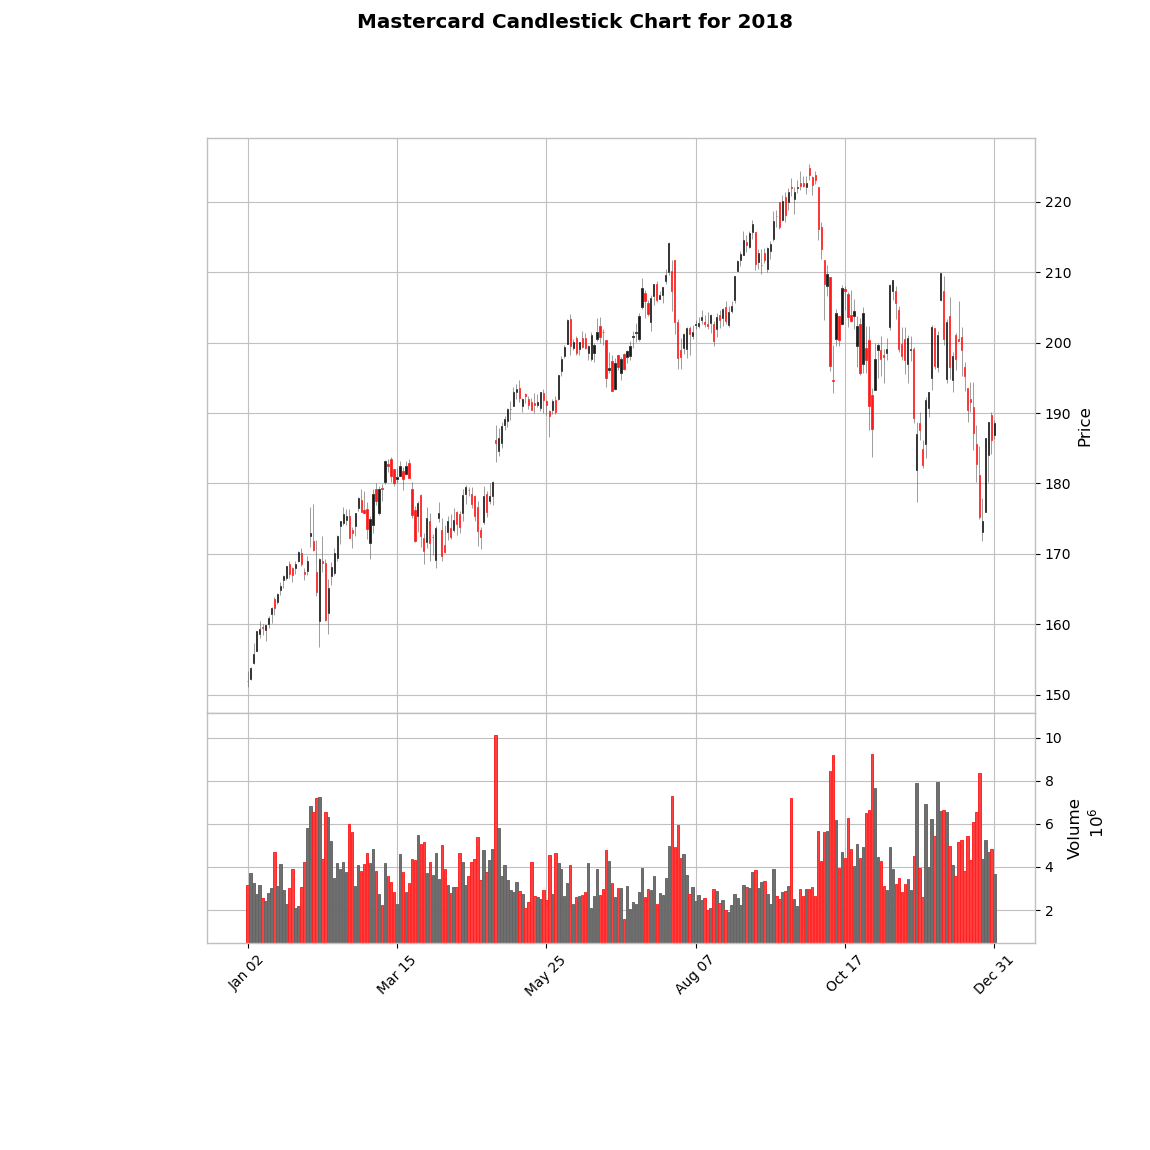 Mastercard Candlestick Chart for 2018
220
210
200
190
180
170
160
150
Price
10
8
6
4
2
Volume
10^6
Jan 02
Mar 15
May 25
Aug 07
Oct 17
Dec 31